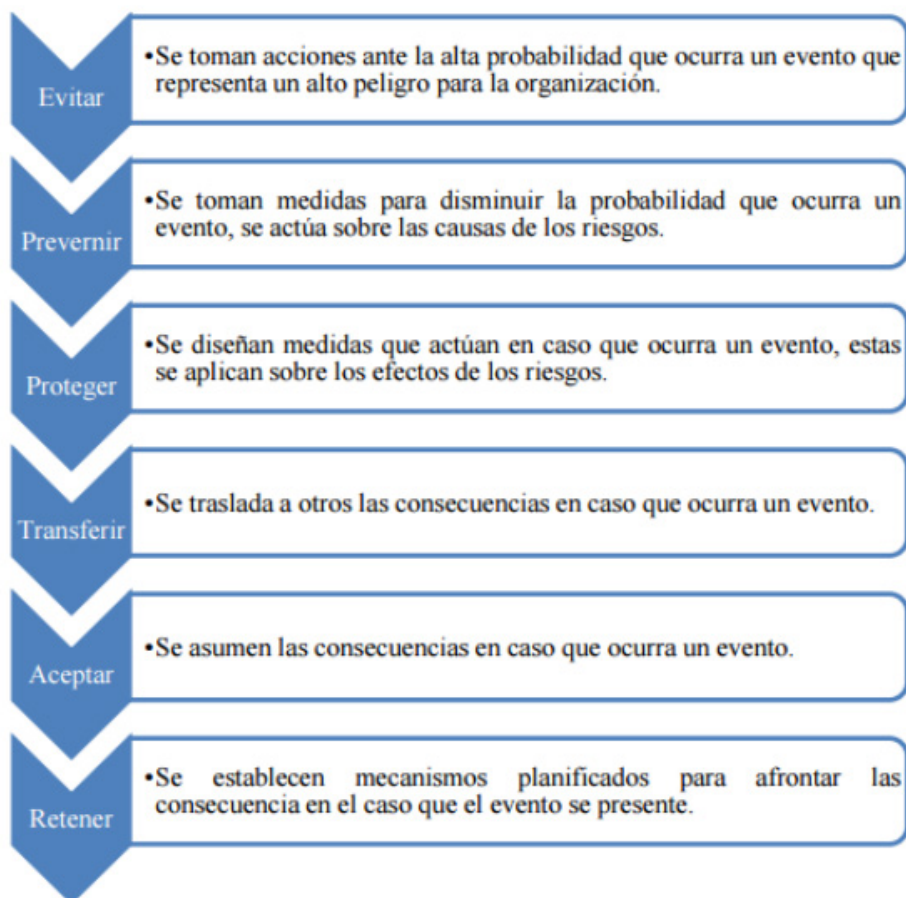 Evitar
•Se toman acciones ante la alta probabilidad que ocurra un evento que
representa un alto peligro para la organización.
Prevernir
•Se toman medidas para disminuir la probabilidad que ocurra un
evento, se actúa sobre las causas de los riesgos.
Proteger
•Se diseñan medidas que actúan en caso que ocurra un evento, estas
se aplican sobre los efectos de los riesgos.
Transferir
•Se traslada a otros las consecuencias en caso que ocurra un evento.
Aceptar
•Se asumen las consecuencias en caso que ocurra un evento.
Retener
•Se establecen mecanismos planificados para afrontar las
consecuencia en el caso que el evento se presente.